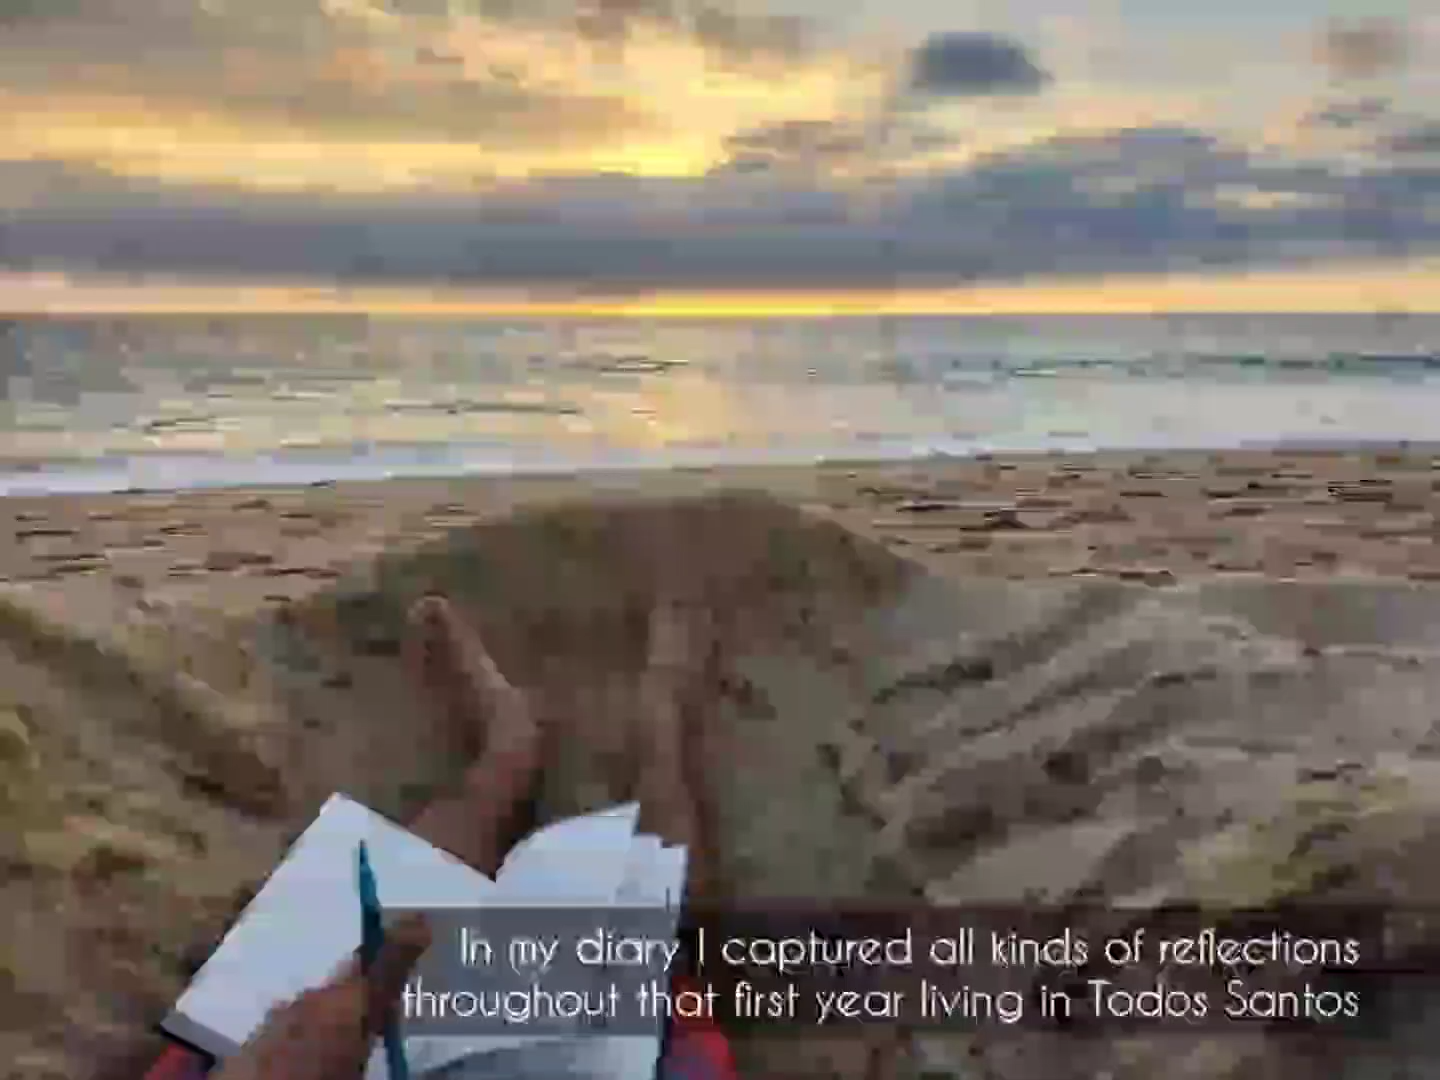 In my diary I captured all kinds of reflections
throughout that first year living in Todos Santos